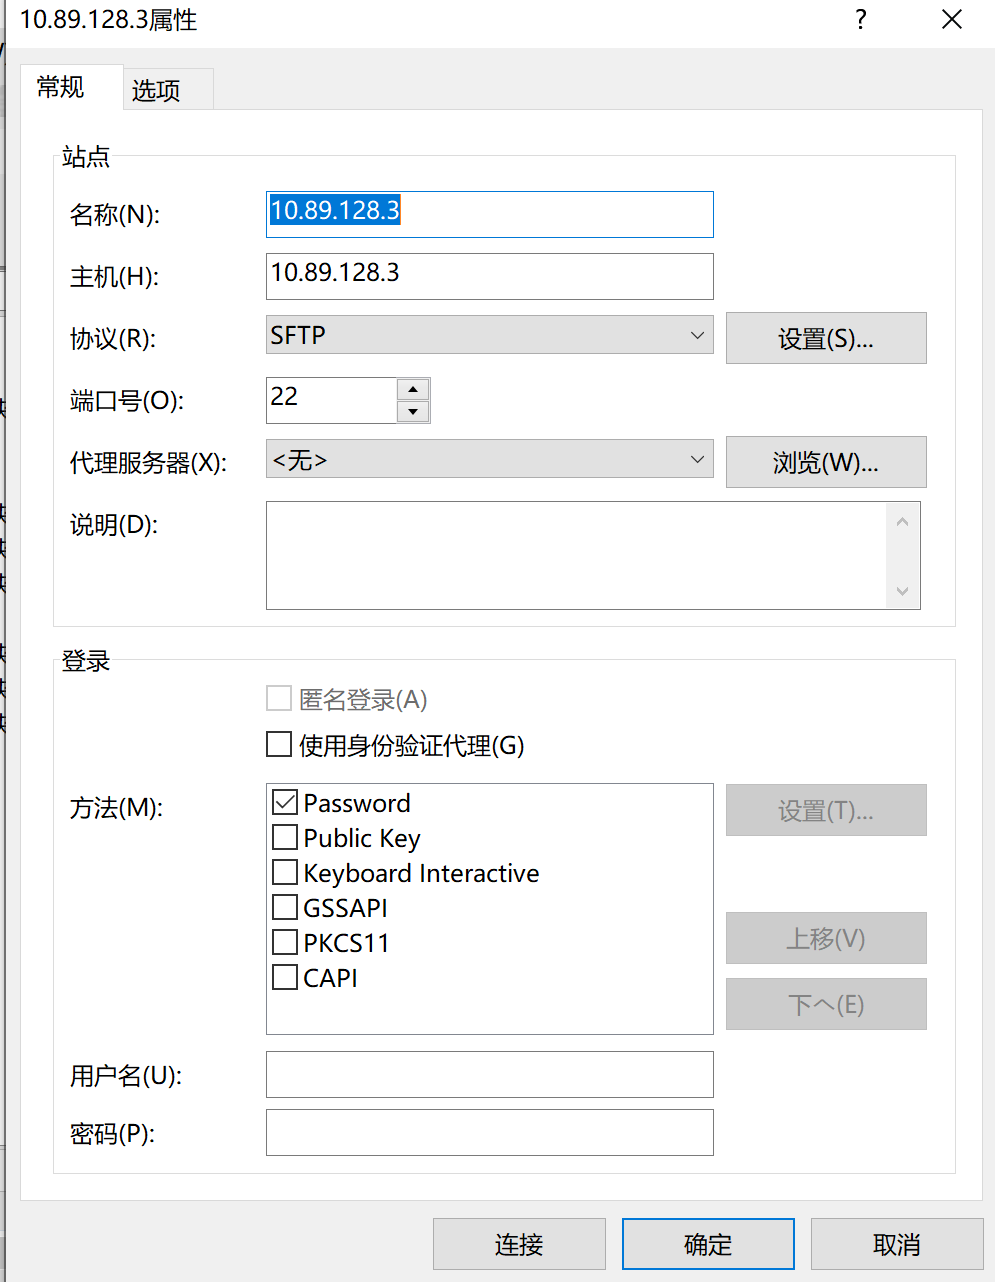 10.89.128.3属性
常规
选项
站点
名称(N):
10.89.128.3
主机(H):
10.89.128.3
协议(R):
SFTP
设置(S)...
端口号(O):
22
代理服务器(X):
<无>
浏览(W)...
说明(D):
登录
匿名登录(A)
使用身份验证代理(G)
方法(M):
Password
设置(T)...
Public Key
Keyboard Interactive
GSSAPI
上移(V)
PKCS11
CAPI
下へ(E)
用户名(U):
密码(P):
连接
确定
取消